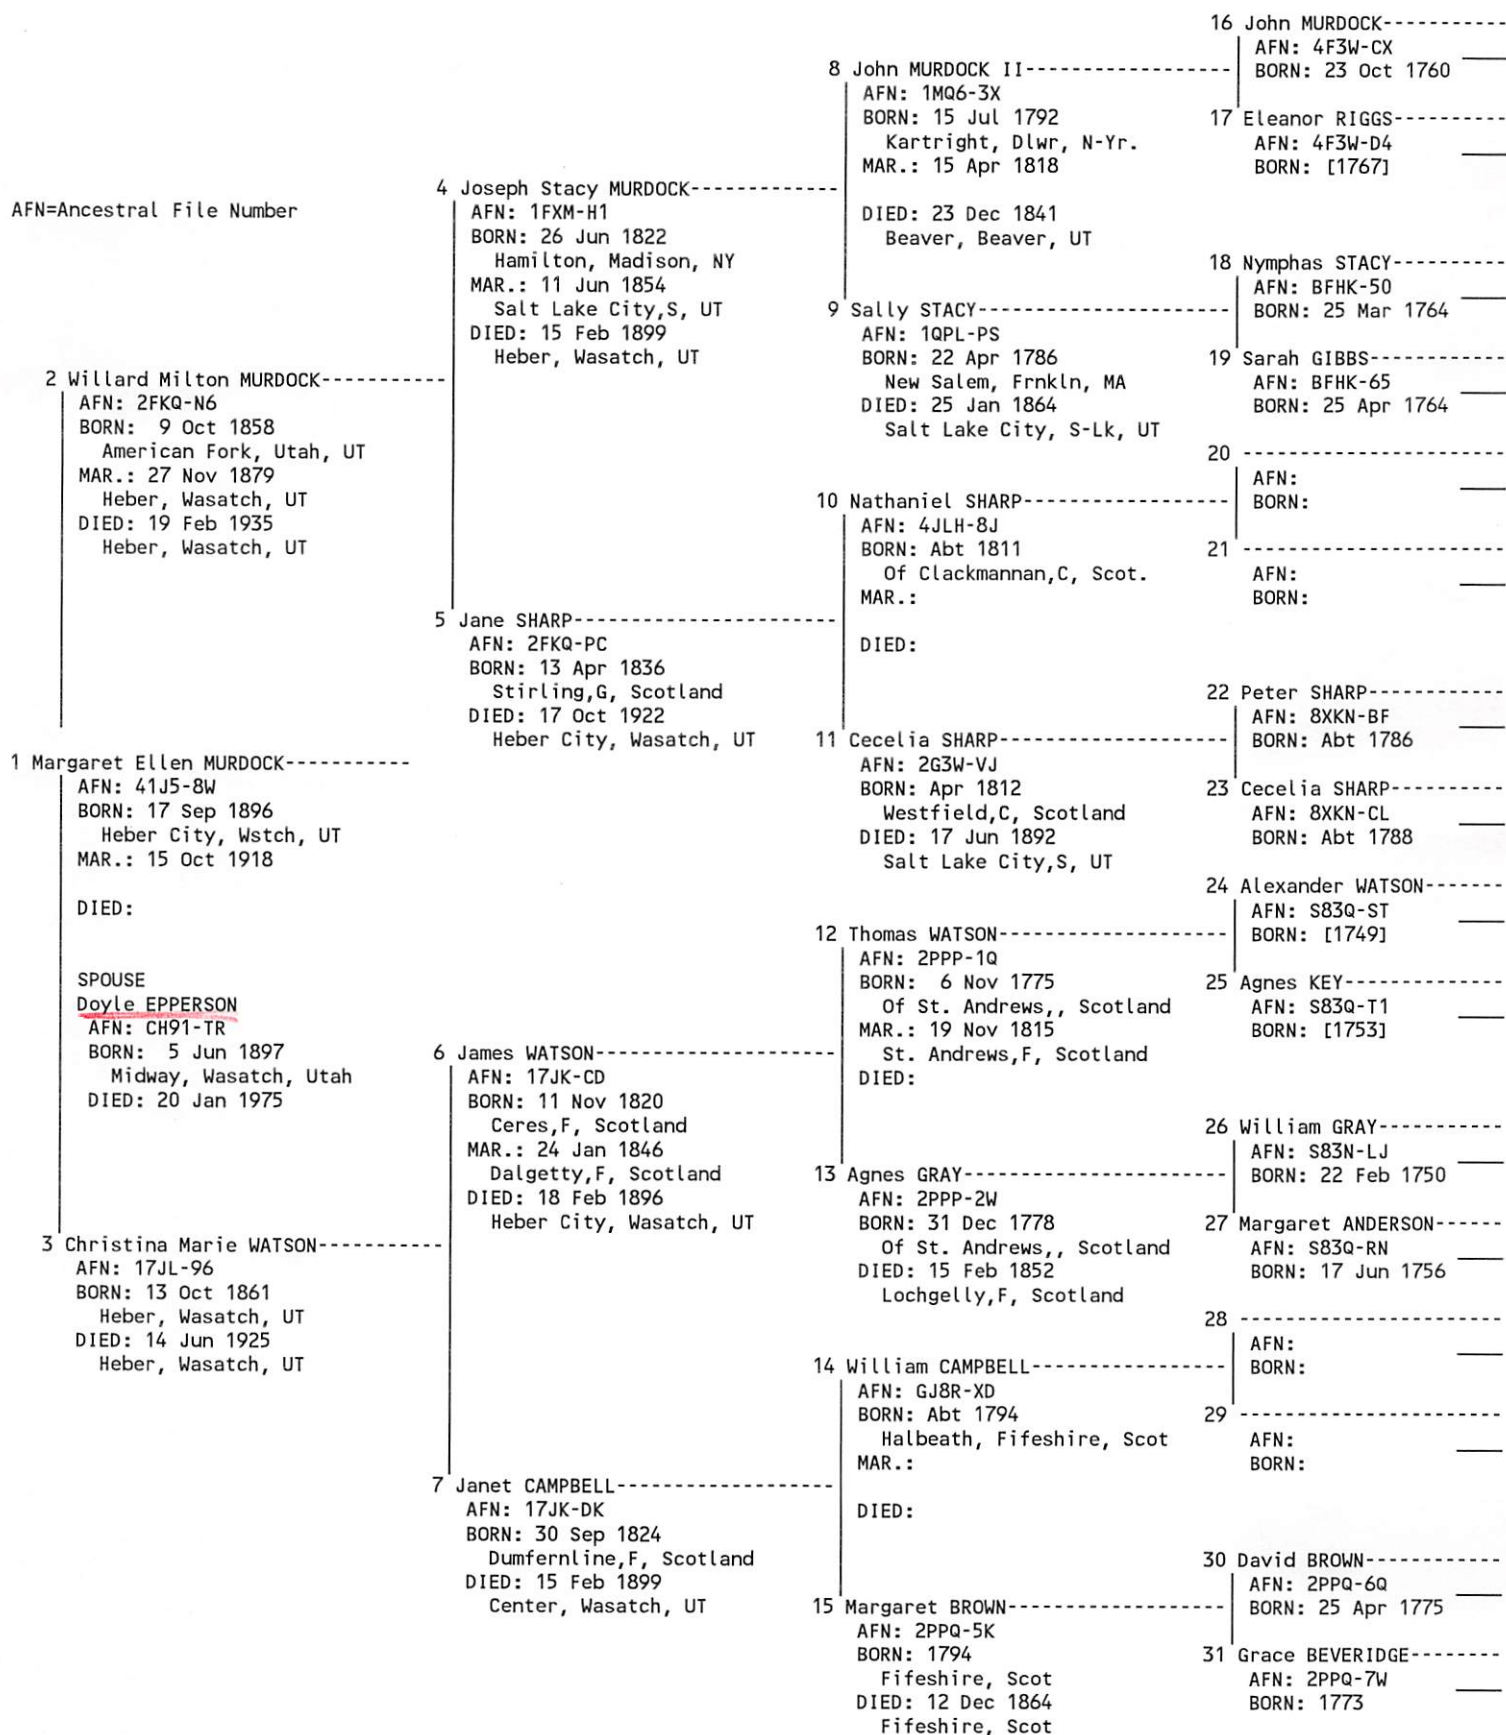 AFN=Ancestral File Number
1 Margaret Ellen MURDOCK-----------
AFN: 41J5-8W
BORN: 17 Sep 1896
Heber City, Wstch, UT
MAR.: 15 Oct 1918
DIED:
SPOUSE
Doyle EPPERSON
AFN: CH91-TR
BORN:  5 Jun 1897
Midway, Wasatch, Utah
DIED: 20 Jan 1975
2 Willard Milton MURDOCK-----------
AFN: 2FKQ-N6
BORN:  9 Oct 1858
American Fork, Utah, UT
MAR.: 27 Nov 1879
Heber, Wasatch, UT
DIED: 19 Feb 1935
Heber, Wasatch, UT
3 Christina Marie WATSON-----------
AFN: 17JL-96
BORN: 13 Oct 1861
Heber, Wasatch, UT
DIED: 14 Jun 1925
Heber, Wasatch, UT
4 Joseph Stacy MURDOCK-------------
AFN: 1FXM-H1
BORN: 26 Jun 1822
Hamilton, Madison, NY
MAR.: 11 Jun 1854
Salt Lake City,S, UT
DIED: 15 Feb 1899
Heber, Wasatch, UT
5 Jane SHARP-----------------------
AFN: 2FKQ-PC
BORN: 13 Apr 1836
Stirling,G, Scotland
DIED: 17 Oct 1922
Heber City, Wasatch, UT
6 James WATSON---------------------
AFN: 17JK-CD
BORN: 11 Nov 1820
Ceres,F, Scotland
MAR.: 24 Jan 1846
Dalgetty,F, Scotland
DIED: 18 Feb 1896
Heber City, Wasatch, UT
7 Janet CAMPBELL-------------------
AFN: 17JK-DK
BORN: 30 Sep 1824
Dumfernline,F, Scotland
DIED: 15 Feb 1899
Center, Wasatch, UT
8 John MURDOCK II------------------
AFN: 1MQ6-3X
BORN: 15 Jul 1792
Kartright, Dlwr, N-Yr.
MAR.: 15 Apr 1818
DIED: 23 Dec 1841
Beaver, Beaver, UT
9 Sally STACY----------------------
AFN: 1QPL-PS
BORN: 22 Apr 1786
New Salem, Frnkln, MA
DIED: 25 Jan 1864
Salt Lake City, S-Lk, UT
10 Nathaniel SHARP------------------
AFN: 4JLH-8J
BORN: Abt 1811
Of Clackmannan,C, Scot.
MAR.:
DIED:
11 Cecelia SHARP--------------------
AFN: 2G3W-VJ
BORN: Apr 1812
Westfield,C, Scotland
DIED: 17 Jun 1892
Salt Lake City,S, UT
12 Thomas WATSON--------------------
AFN: 2PPP-1Q
BORN:  6 Nov 1775
Of St. Andrews,, Scotland
MAR.: 19 Nov 1815
St. Andrews,F, Scotland
DIED:
13 Agnes GRAY-----------------------
AFN: 2PPP-2W
BORN: 31 Dec 1778
Of St. Andrews,, Scotland
DIED: 15 Feb 1852
Lochgelly,F, Scotland
14 William CAMPBELL-----------------
AFN: GJ8R-XD
BORN: Abt 1794
Halbeath, Fifeshire, Scot
MAR.:
DIED:
15 Margaret BROWN-------------------
AFN: 2PPQ-5K
BORN: 1794
Fifeshire, Scot
DIED: 12 Dec 1864
Fifeshire, Scot
16 John MURDOCK-----------
AFN: 4F3W-CX
BORN: 23 Oct 1760
17 Eleanor RIGGS----------
AFN: 4F3W-D4
BORN: [1767]
18 Nymphas STACY----------
AFN: BFHK-50
BORN: 25 Mar 1764
19 Sarah GIBBS------------
AFN: BFHK-65
BORN: 25 Apr 1764
20 -----------------------
AFN:
BORN:
21 -----------------------
AFN:
BORN:
22 Peter SHARP------------
AFN: 8XKN-BF
BORN: Abt 1786
23 Cecelia SHARP----------
AFN: 8XKN-CL
BORN: Abt 1788
24 Alexander WATSON-------
AFN: S83Q-ST
BORN: [1749]
25 Agnes KEY--------------
AFN: S83Q-T1
BORN: [1753]
26 William GRAY-----------
AFN: S83N-LJ
BORN: 22 Feb 1750
27 Margaret ANDERSON------
AFN: S83Q-RN
BORN: 17 Jun 1756
28 -----------------------
AFN:
BORN:
29 -----------------------
AFN:
BORN:
30 David BROWN------------
AFN: 2PPQ-6Q
BORN: 25 Apr 1775
31 Grace BEVERIDGE--------
AFN: 2PPQ-7W
BORN: 1773